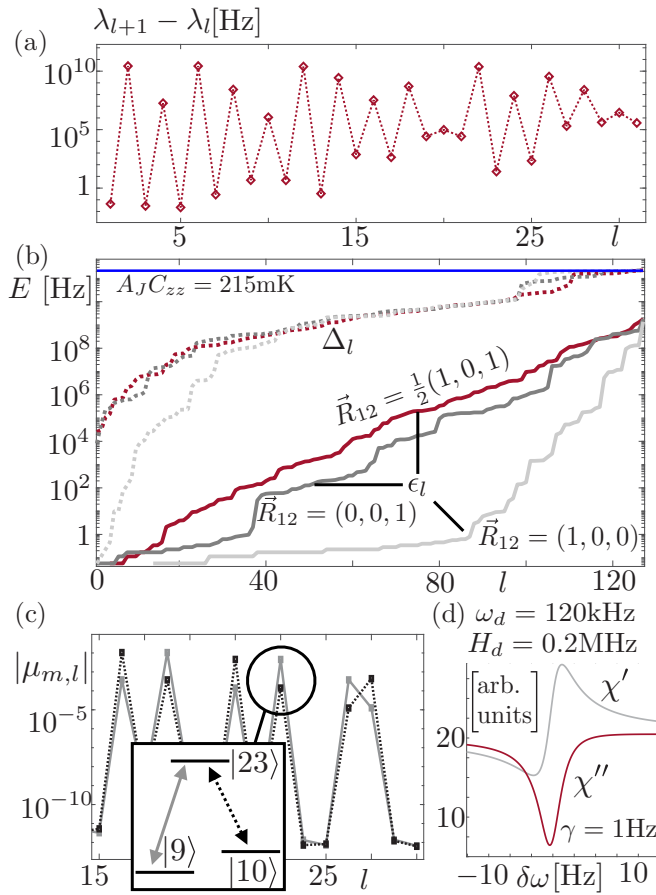 λ_{l+1} − λ_l[Hz]
(a)
10^{10}
10^5
1
5 15 25 l
(b)
E [Hz]
A_J C_{zz} = 215mK
Δ_l
10^8
10^6
10^4
10^2
1
R⃗_{12} = ½(1, 0, 1)
ϵ_l
R⃗_{12} = (0, 0, 1)
R⃗_{12} = (1, 0, 0)
0 40 80 l 120
(c)
|μ_{m,l}|
10^{−5}
10^{−10}
|23⟩
|9⟩
|10⟩
15 25 l
(d) ω_d = 120kHz
H_d = 0.2MHz
[arb. units]
χ′
20
χ′′
10
γ = 1Hz
−10 δω[Hz] 10